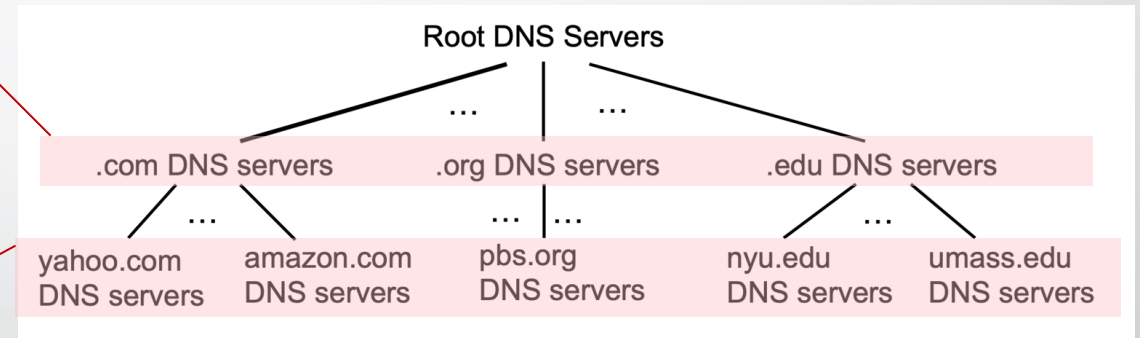 Root DNS Servers
... ...
.com DNS servers .org DNS servers .edu DNS servers
... ... ... ...
yahoo.com amazon.com pbs.org nyu.edu umass.edu
DNS servers DNS servers DNS servers DNS servers DNS servers